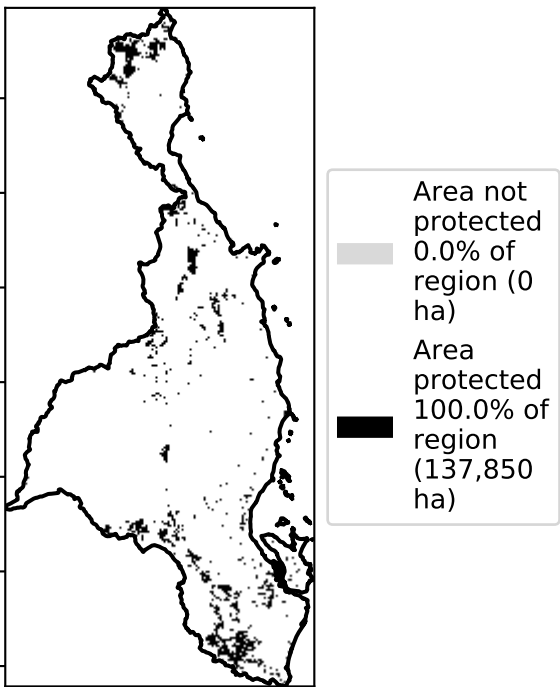 Area not
protected
0.0% of
region (0
ha)
Area
protected
100.0% of
region
(137,850
ha)